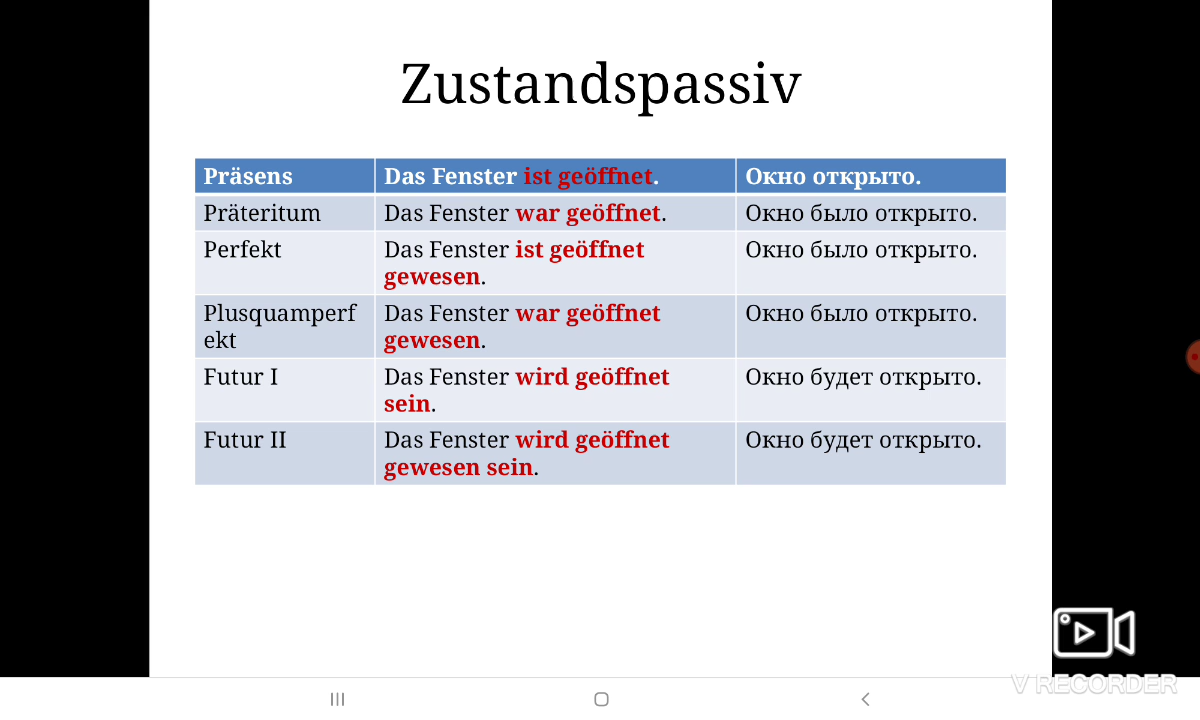 Zustandspassiv
Präsens Das Fenster ist geöffnet. Окно открыто.
Präteritum Das Fenster war geöffnet. Окно было открыто.
Perfekt Das Fenster ist geöffnet Окно было открыто.
gewesen.
Plusquamperf Das Fenster war geöffnet Окно было открыто.
ekt gewesen.
Futur I Das Fenster wird geöffnet Окно будет открыто.
sein.
Futur II Das Fenster wird geöffnet Окно будет открыто.
gewesen sein.
V RECORDER